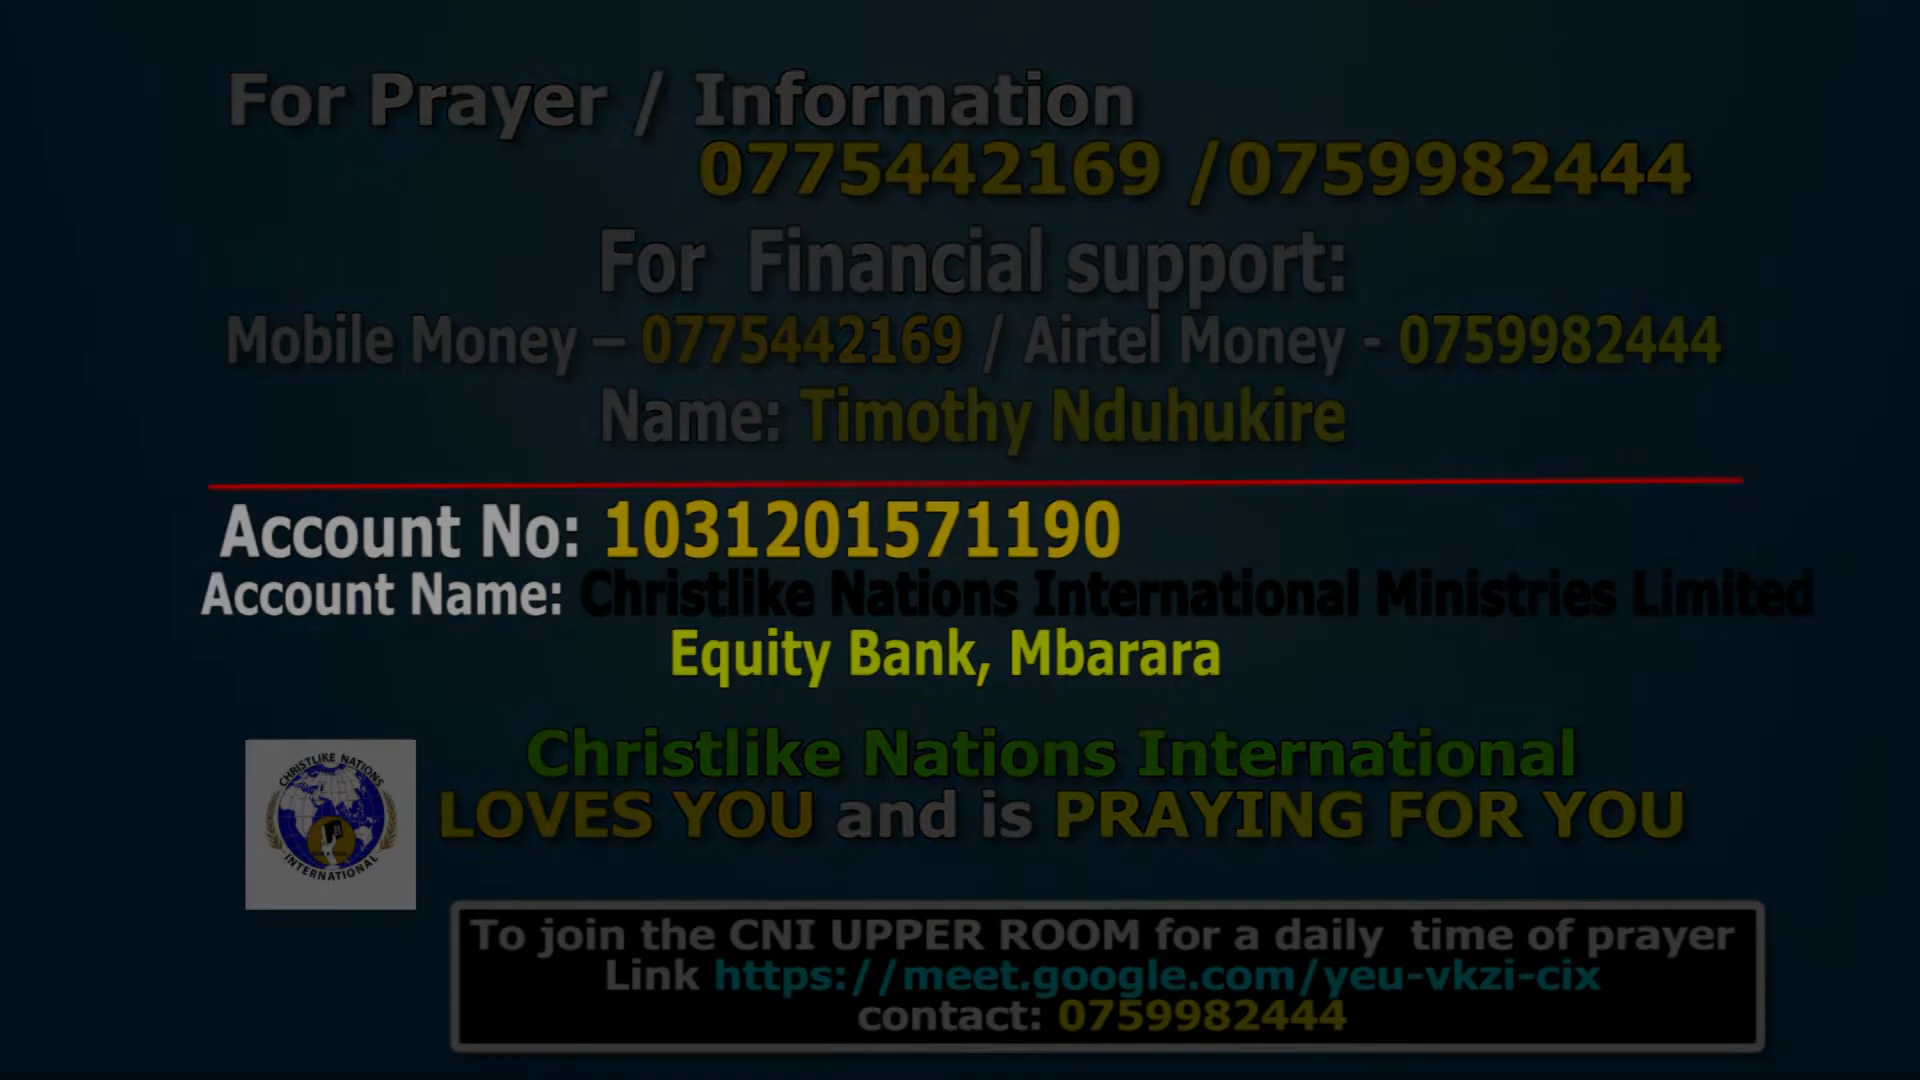 For Prayer / Information
0775442169 /0759982444
For Financial support:
Mobile Money – 0775442169 / Airtel Money - 0759982444
Name: Timothy Nduhukire
Account No: 1031201571190
Account Name: Christlike Nations International Ministries Limited
Equity Bank, Mbarara
CHRISTLIKE NATIONS
INTERNATIONAL
Christlike Nations International
LOVES YOU and is PRAYING FOR YOU
To join the CNI UPPER ROOM for a daily time of prayer
Link https://meet.google.com/yeu-vkzi-cix
contact: 0759982444